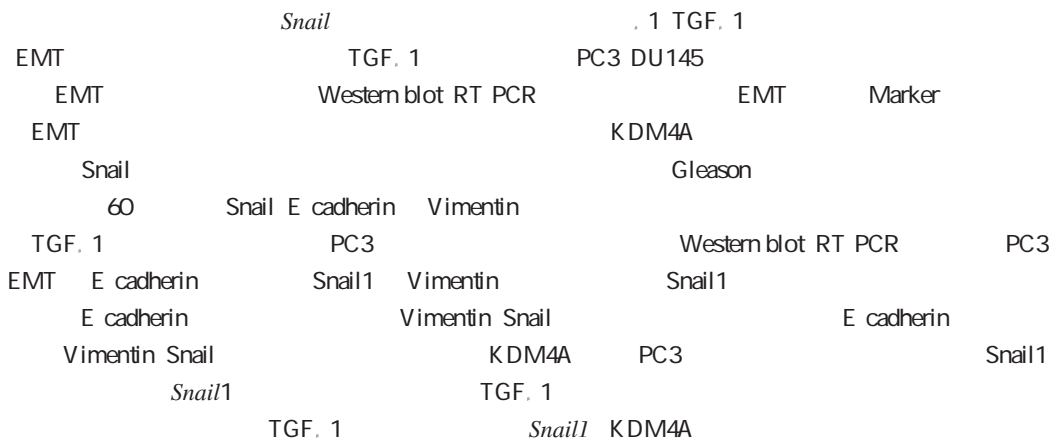 Snail . 1 TGF. 1
EMT TGF. 1 PC3 DU145
EMT Western blot RT PCR EMT Marker
EMT KDM4A
Snail Gleason
60 Snail E cadherin Vimentin
TGF. 1 PC3 Western blot RT PCR PC3
EMT E cadherin Snail1 Vimentin Snail1
E cadherin Vimentin Snail E cadherin
Vimentin Snail KDM4A PC3 Snail1
Snail1 TGF. 1
TGF. 1 Snail1 KDM4A